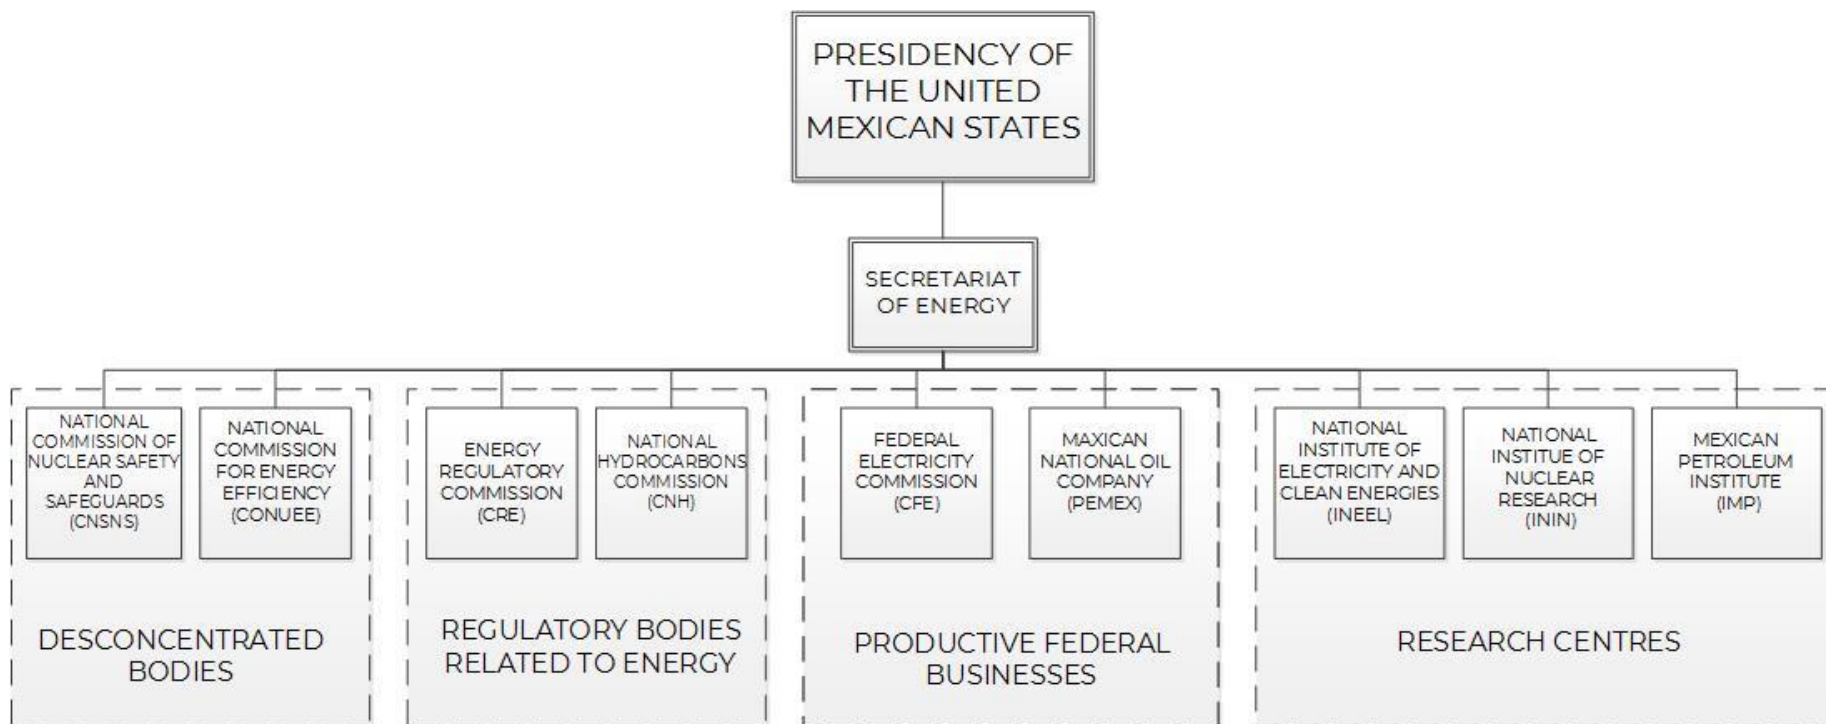 PRESIDENCY OF
THE UNITED
MEXICAN STATES
SECRETARIAT
OF ENERGY
NATIONAL
COMMISSION OF
NUCLEAR SAFETY
AND
SAFEGUARDS
(CNSNS)
NATIONAL
COMMISSION
FOR ENERGY
EFFICIENCY
(CONUEE)
DESCONCENTRATED
BODIES
ENERGY
REGULATORY
COMMISSION
(CRE)
NATIONAL
HYDROCARBONS
COMMISSION
(CNH)
REGULATORY BODIES
RELATED TO ENERGY
FEDERAL
ELECTRICITY
COMMISSION
(CFE)
MAXICAN
NATIONAL OIL
COMPANY
(PEMEX)
PRODUCTIVE FEDERAL
BUSINESSES
NATIONAL
INSTITUTE OF
ELECTRICITY AND
CLEAN ENERGIES
(INEEL)
NATIONAL
INSTITUE OF
NUCLEAR
RESEARCH
(ININ)
MEXICAN
PETROLEUM
INSTITUTE
(IMP)
RESEARCH CENTRES